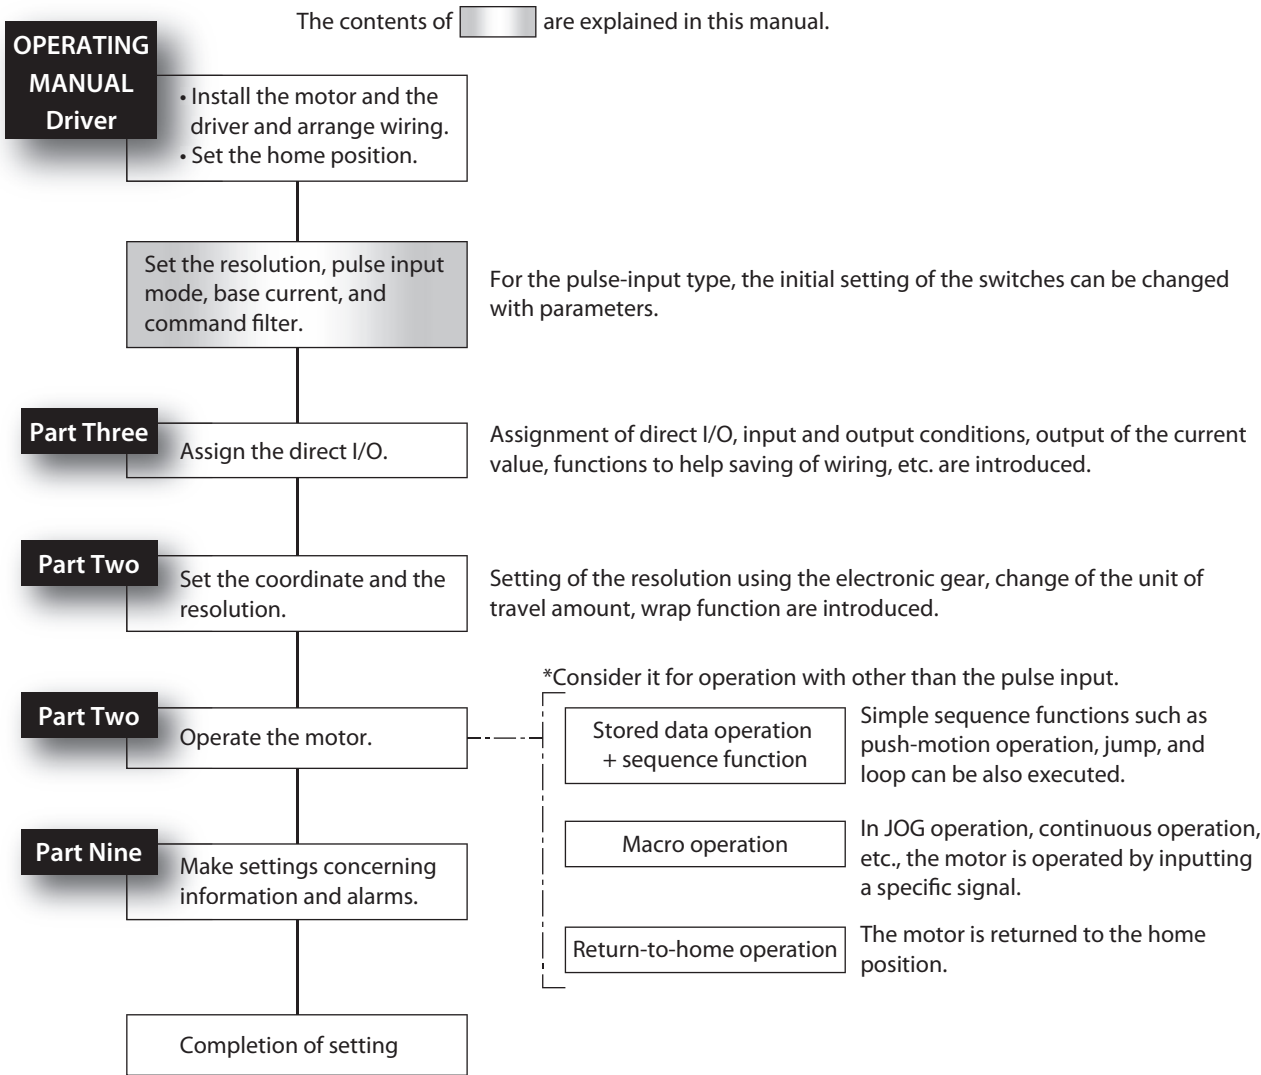 The contents of are explained in this manual.
OPERATING
MANUAL
Driver
• Install the motor and the
driver and arrange wiring.
• Set the home position.
Set the resolution, pulse input
mode, base current, and
command filter.
For the pulse-input type, the initial setting of the switches can be changed
with parameters.
Part Three
Assign the direct I/O.
Assignment of direct I/O, input and output conditions, output of the current
value, functions to help saving of wiring, etc. are introduced.
Part Two
Set the coordinate and the
resolution.
Setting of the resolution using the electronic gear, change of the unit of
travel amount, wrap function are introduced.
Part Two
Operate the motor.
*Consider it for operation with other than the pulse input.
Stored data operation
+ sequence function
Simple sequence functions such as
push-motion operation, jump, and
loop can be also executed.
Macro operation
In JOG operation, continuous operation,
etc., the motor is operated by inputting
a specific signal.
Return-to-home operation
The motor is returned to the home
position.
Part Nine
Make settings concerning
information and alarms.
Completion of setting